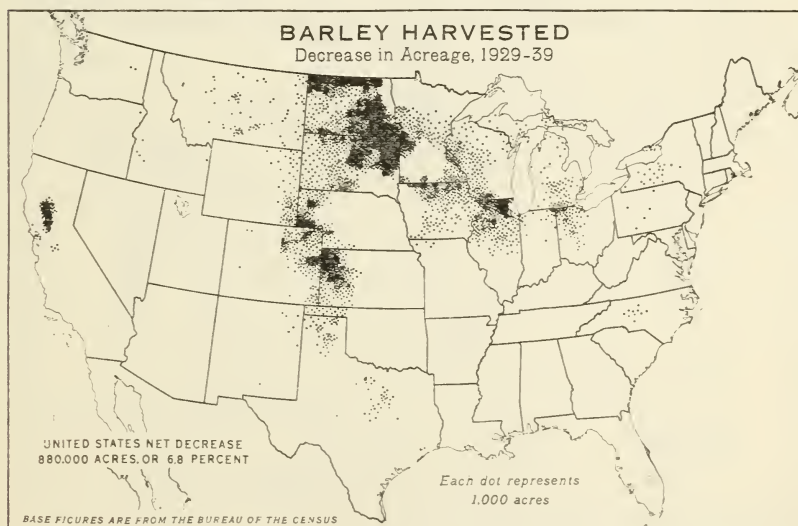 BARLEY HARVESTED
Decrease in Acreage, 1929-39
UNITED STATES NET DECREASE
880.000 ACRES, OR 6.8 PERCENT
Each dot represents
1.000 acres
BASE FIGURES ARE FROM THE BUREAU OF THE CENSUS